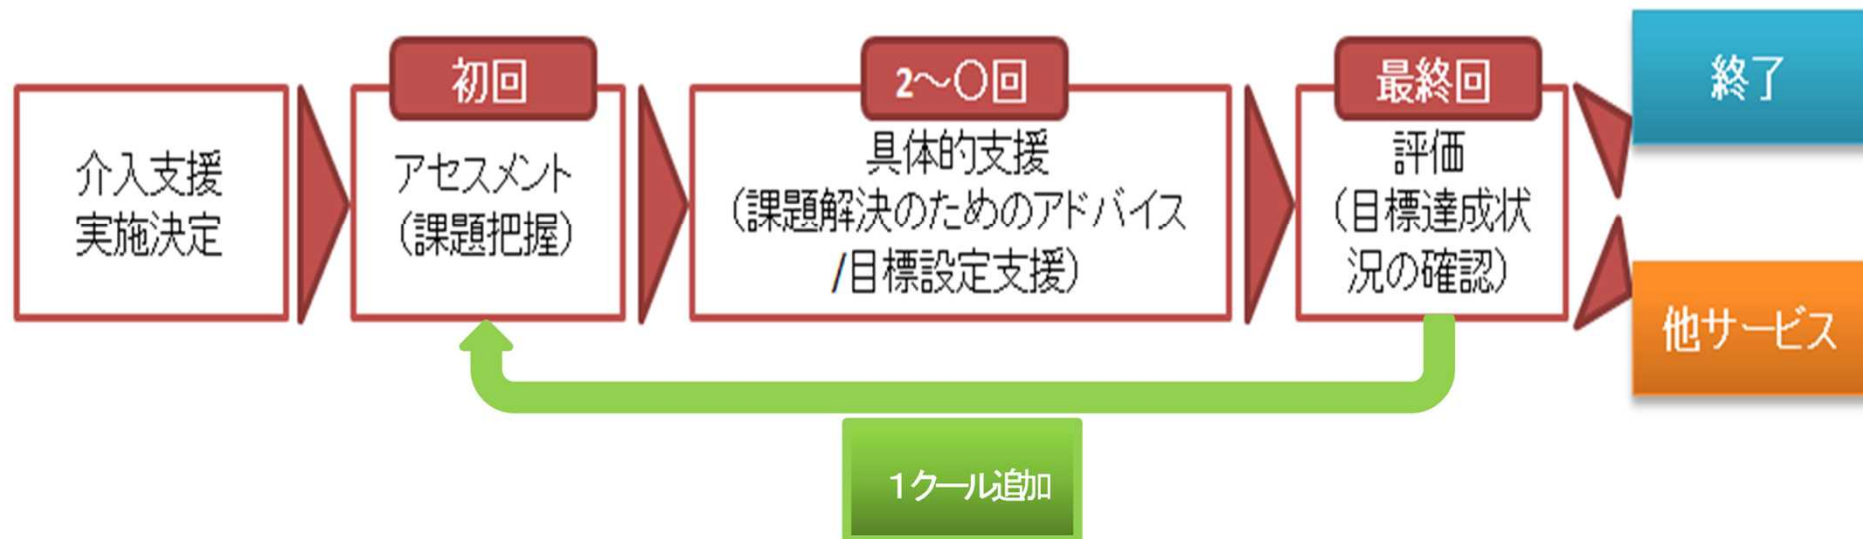 介入支援
実施決定
初回
アセスメント
（課題把握）
2～〇回
具体的支援
（課題解決のためのアドバイス
/目標設定支援）
最終回
評価
（目標達成状
況の確認）
終了
他サービス
１クール追加